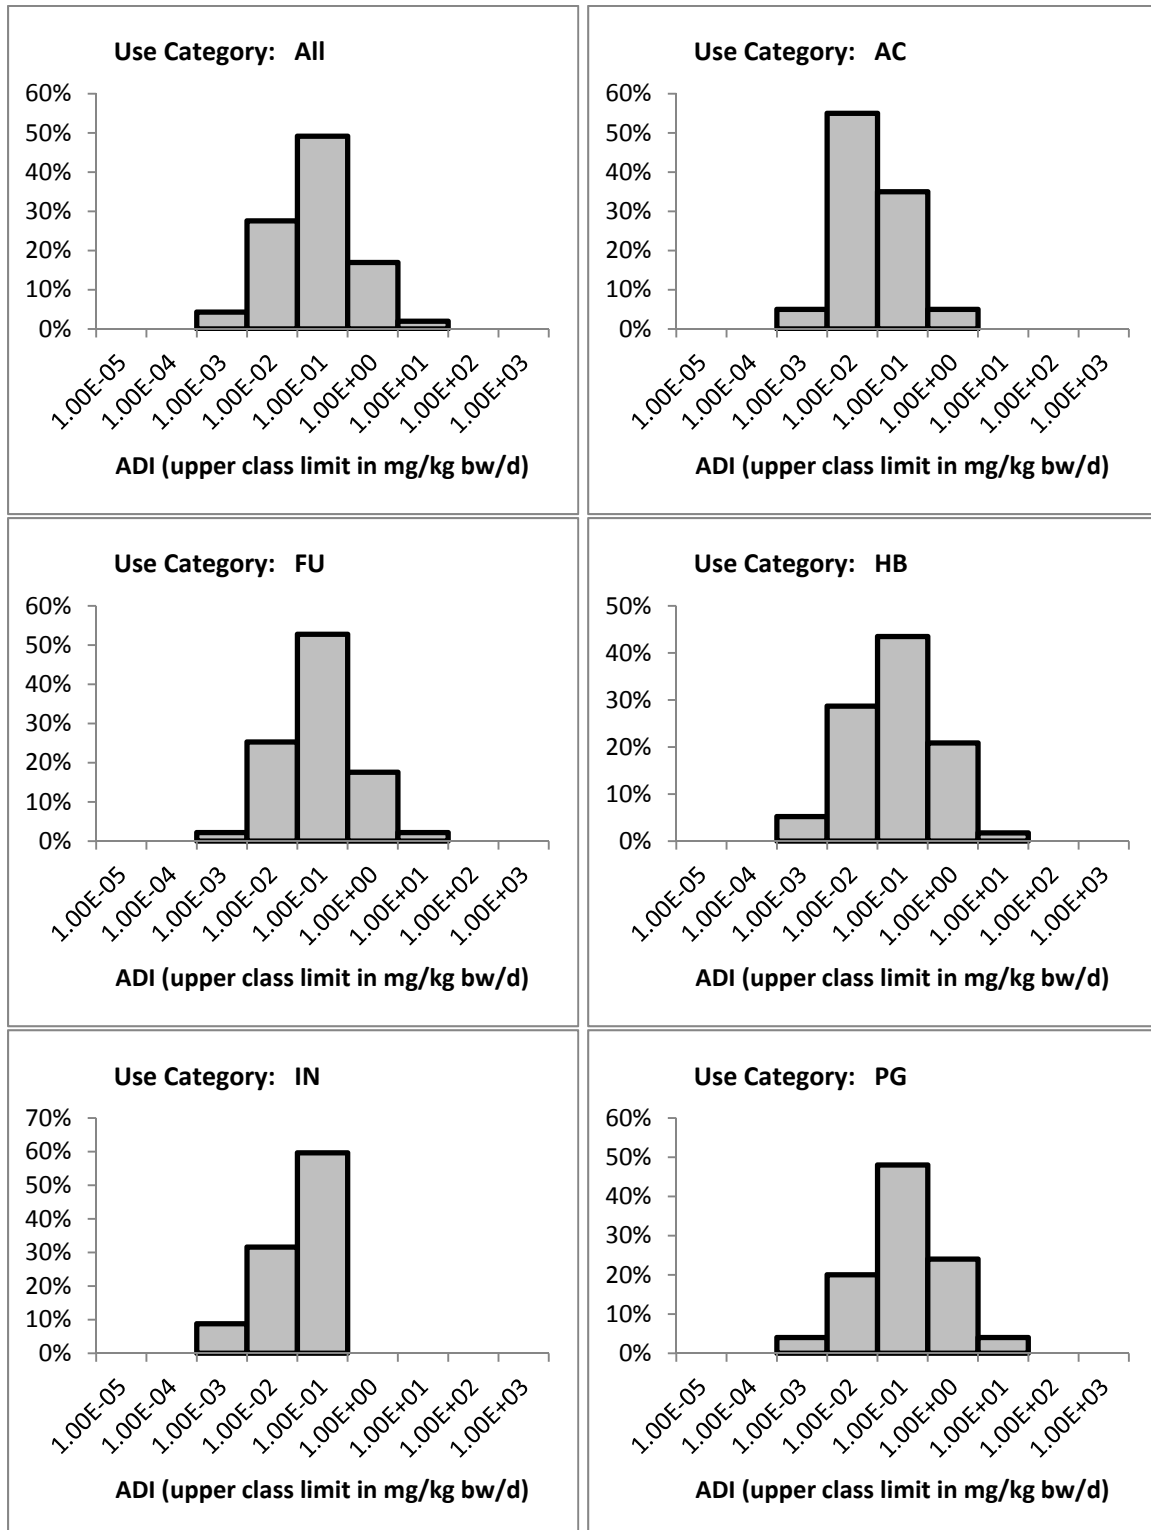 Use Category: All
60%
50%
40%
30%
20%
10%
0%
1.00E-05
1.00E-04
1.00E-03
1.00E-02
1.00E-01
1.00E+00
1.00E+01
1.00E+02
1.00E+03
ADI (upper class limit in mg/kg bw/d)
Use Category: AC
60%
50%
40%
30%
20%
10%
0%
1.00E-05
1.00E-04
1.00E-03
1.00E-02
1.00E-01
1.00E+00
1.00E+01
1.00E+02
1.00E+03
ADI (upper class limit in mg/kg bw/d)
Use Category: FU
60%
50%
40%
30%
20%
10%
0%
1.00E-05
1.00E-04
1.00E-03
1.00E-02
1.00E-01
1.00E+00
1.00E+01
1.00E+02
1.00E+03
ADI (upper class limit in mg/kg bw/d)
Use Category: HB
50%
40%
30%
20%
10%
0%
1.00E-05
1.00E-04
1.00E-03
1.00E-02
1.00E-01
1.00E+00
1.00E+01
1.00E+02
1.00E+03
ADI (upper class limit in mg/kg bw/d)
Use Category: IN
70%
60%
50%
40%
30%
20%
10%
0%
1.00E-05
1.00E-04
1.00E-03
1.00E-02
1.00E-01
1.00E+00
1.00E+01
1.00E+02
1.00E+03
ADI (upper class limit in mg/kg bw/d)
Use Category: PG
60%
50%
40%
30%
20%
10%
0%
1.00E-05
1.00E-04
1.00E-03
1.00E-02
1.00E-01
1.00E+00
1.00E+01
1.00E+02
1.00E+03
ADI (upper class limit in mg/kg bw/d)